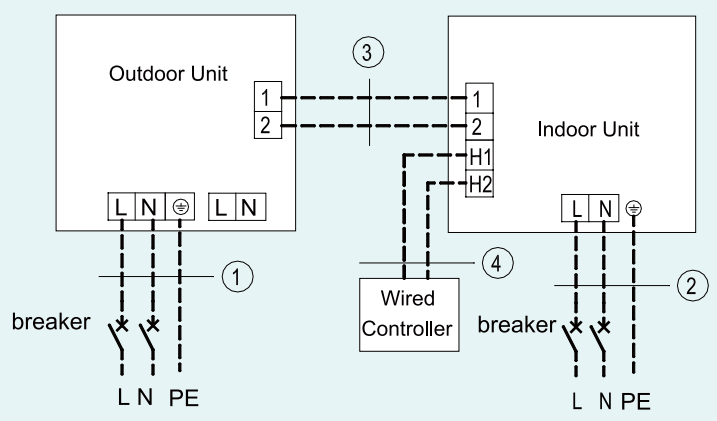 3
Outdoor Unit
1
2
1
2
H1
H2
Indoor Unit
L N
L N
L N
1
4
2
Wired
Controller
breaker
breaker
L N PE
L N PE